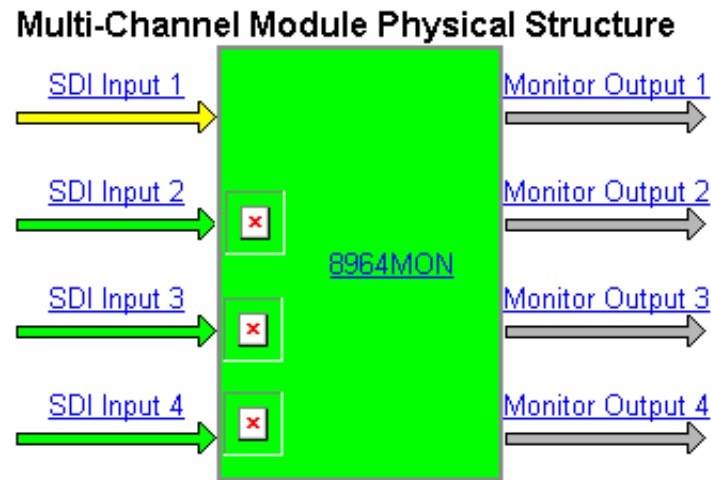 Multi-Channel Module Physical Structure
SDI Input 1
Monitor Output 1
SDI Input 2
Monitor Output 2
8964MON
SDI Input 3
Monitor Output 3
SDI Input 4
Monitor Output 4